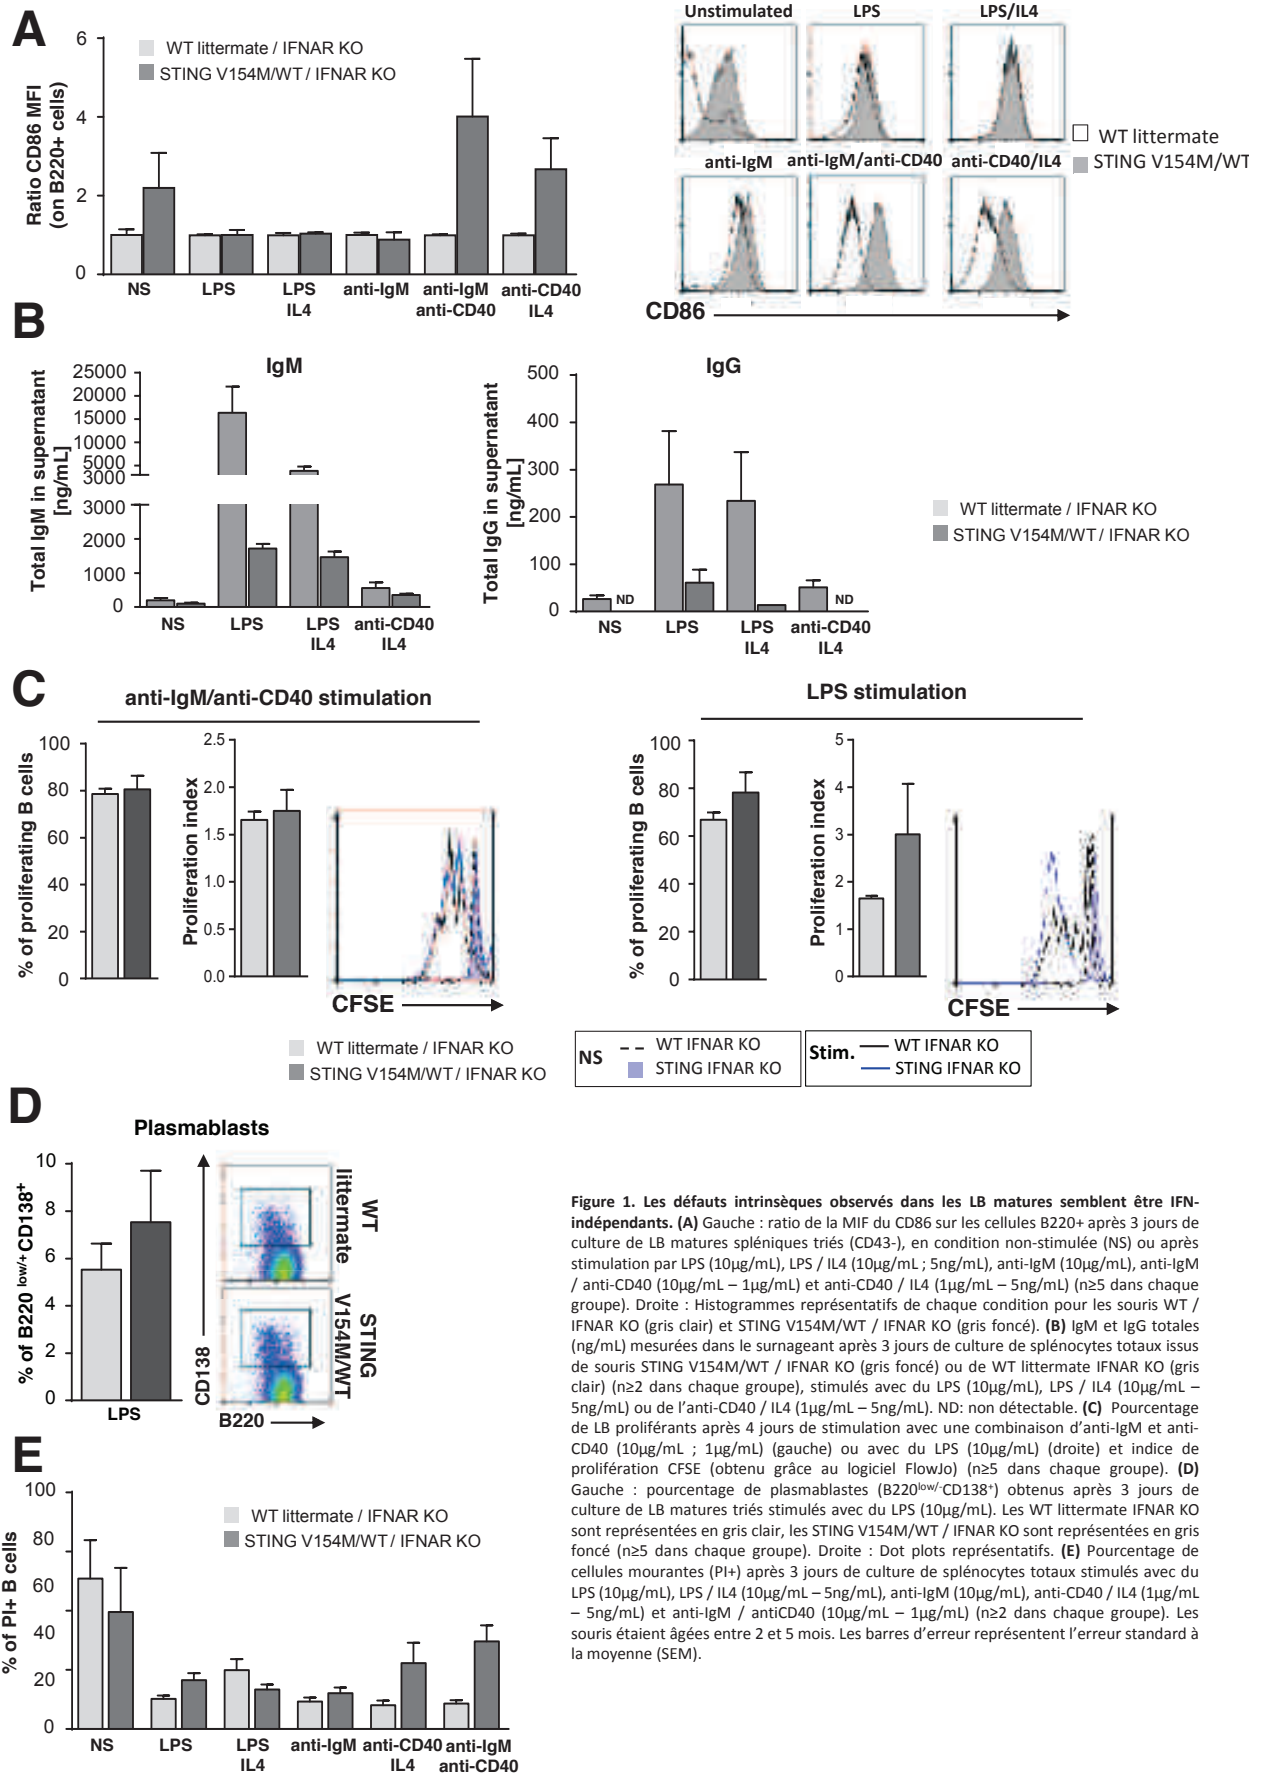 A
6
4
2
0
Ratio CD86 MFI
(on B220+ cells)
WT littermate / IFNAR KO
STING V154M/WT / IFNAR KO
NS
LPS
LPS
IL4
anti-IgM
anti-IgM
anti-CD40
anti-CD40
IL4
Unstimulated
LPS
LPS/IL4
anti-IgM
anti-IgM/anti-CD40
anti-CD40/IL4
WT littermate
STING V154M/WT
CD86
B
IgM
Total IgM in supernatant
[ng/mL]
25000
20000
15000
10000
5000
3000
3000
2000
1000
0
NS
LPS
LPS
IL4
anti-CD40
IL4
IgG
Total IgG in supernatant
[ng/mL]
500
400
300
200
100
0
ND
ND
NS
LPS
LPS
IL4
anti-CD40
IL4
WT littermate / IFNAR KO
STING V154M/WT / IFNAR KO
C
anti-IgM/anti-CD40 stimulation
% of proliferating B cells
100
80
60
40
20
0
Proliferation index
2.5
2.0
1.5
1.0
0.5
0.0
CFSE
LPS stimulation
% of proliferating B cells
100
80
60
40
20
0
Proliferation index
5
4
3
2
1
0
CFSE
WT littermate / IFNAR KO
STING V154M/WT / IFNAR KO
NS
WT IFNAR KO
STING IFNAR KO
Stim.
WT IFNAR KO
STING IFNAR KO
D
Plasmablasts
% of B220 low/+ CD138+
10
8
6
4
2
0
LPS
CD138
B220
WT
littermate
STING
V154M/WT
E
% of PI+ B cells
100
80
60
40
20
0
WT littermate / IFNAR KO
STING V154M/WT / IFNAR KO
NS
LPS
LPS
IL4
anti-IgM
anti-CD40
IL4
anti-IgM
anti-CD40
Figure 1. Les défauts intrinsèques observés dans les LB matures semblent être IFN-
indépendants. (A) Gauche : ratio de la MIF du CD86 sur les cellules B220+ après 3 jours de
culture de LB matures spléniques triés (CD43-), en condition non-stimulée (NS) ou après
stimulation par LPS (10µg/mL), LPS / IL4 (10µg/mL ; 5ng/mL), anti-IgM (10µg/mL), anti-IgM
/ anti-CD40 (10µg/mL – 1µg/mL) et anti-CD40 / IL4 (1µg/mL – 5ng/mL) (n≥5 dans chaque
groupe). Droite : Histogrammes représentatifs de chaque condition pour les souris WT /
IFNAR KO (gris clair) et STING V154M/WT / IFNAR KO (gris foncé). (B) IgM et IgG totales
(ng/mL) mesurées dans le surnageant après 3 jours de culture de splénocytes totaux issus
de souris STING V154M/WT / IFNAR KO (gris foncé) ou de WT littermate IFNAR KO (gris
clair) (n≥2 dans chaque groupe), stimulés avec du LPS (10µg/mL), LPS / IL4 (10µg/mL –
5ng/mL) ou de l'anti-CD40 / IL4 (1µg/mL – 5ng/mL). ND: non détectable. (C) Pourcentage
de LB proliférants après 4 jours de stimulation avec une combinaison d'anti-IgM et anti-
CD40 (10µg/mL ; 1µg/mL) (gauche) ou avec du LPS (10µg/mL) (droite) et indice de
prolifération CFSE (obtenu grâce au logiciel FlowJo) (n≥5 dans chaque groupe). (D)
Gauche : pourcentage de plasmablastes (B220low/-CD138+) obtenus après 3 jours de
culture de LB matures triés stimulés avec du LPS (10µg/mL). Les WT littermate IFNAR KO
sont représentées en gris clair, les STING V154M/WT / IFNAR KO sont représentées en gris
foncé (n≥5 dans chaque groupe). Droite : Dot plots représentatifs. (E) Pourcentage de
cellules mourantes (PI+) après 3 jours de culture de splénocytes totaux stimulés avec du
LPS (10µg/mL), LPS / IL4 (10µg/mL – 5ng/mL), anti-IgM (10µg/mL), anti-CD40 / IL4 (1µg/mL
– 5ng/mL) et anti-IgM / antiCD40 (10µg/mL – 1µg/mL) (n≥2 dans chaque groupe). Les
souris étaient âgées entre 2 et 5 mois. Les barres d'erreur représentent l'erreur standard à
la moyenne (SEM).